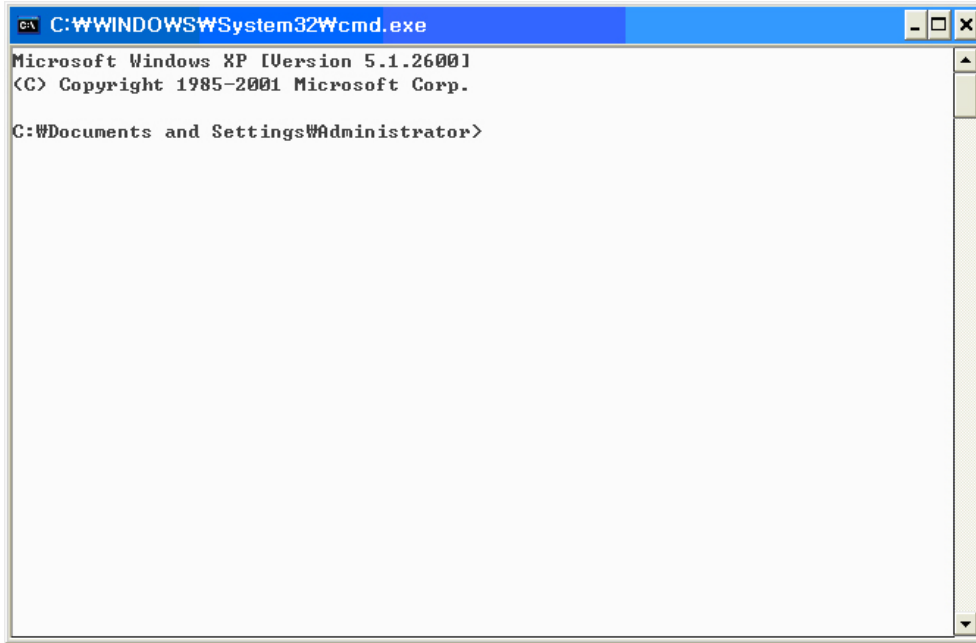 C:₩WINDOWS₩System32₩cmd.exe
Microsoft Windows XP [Version 5.1.2600]
(C) Copyright 1985-2001 Microsoft Corp.
C:₩Documents and Settings₩Administrator>